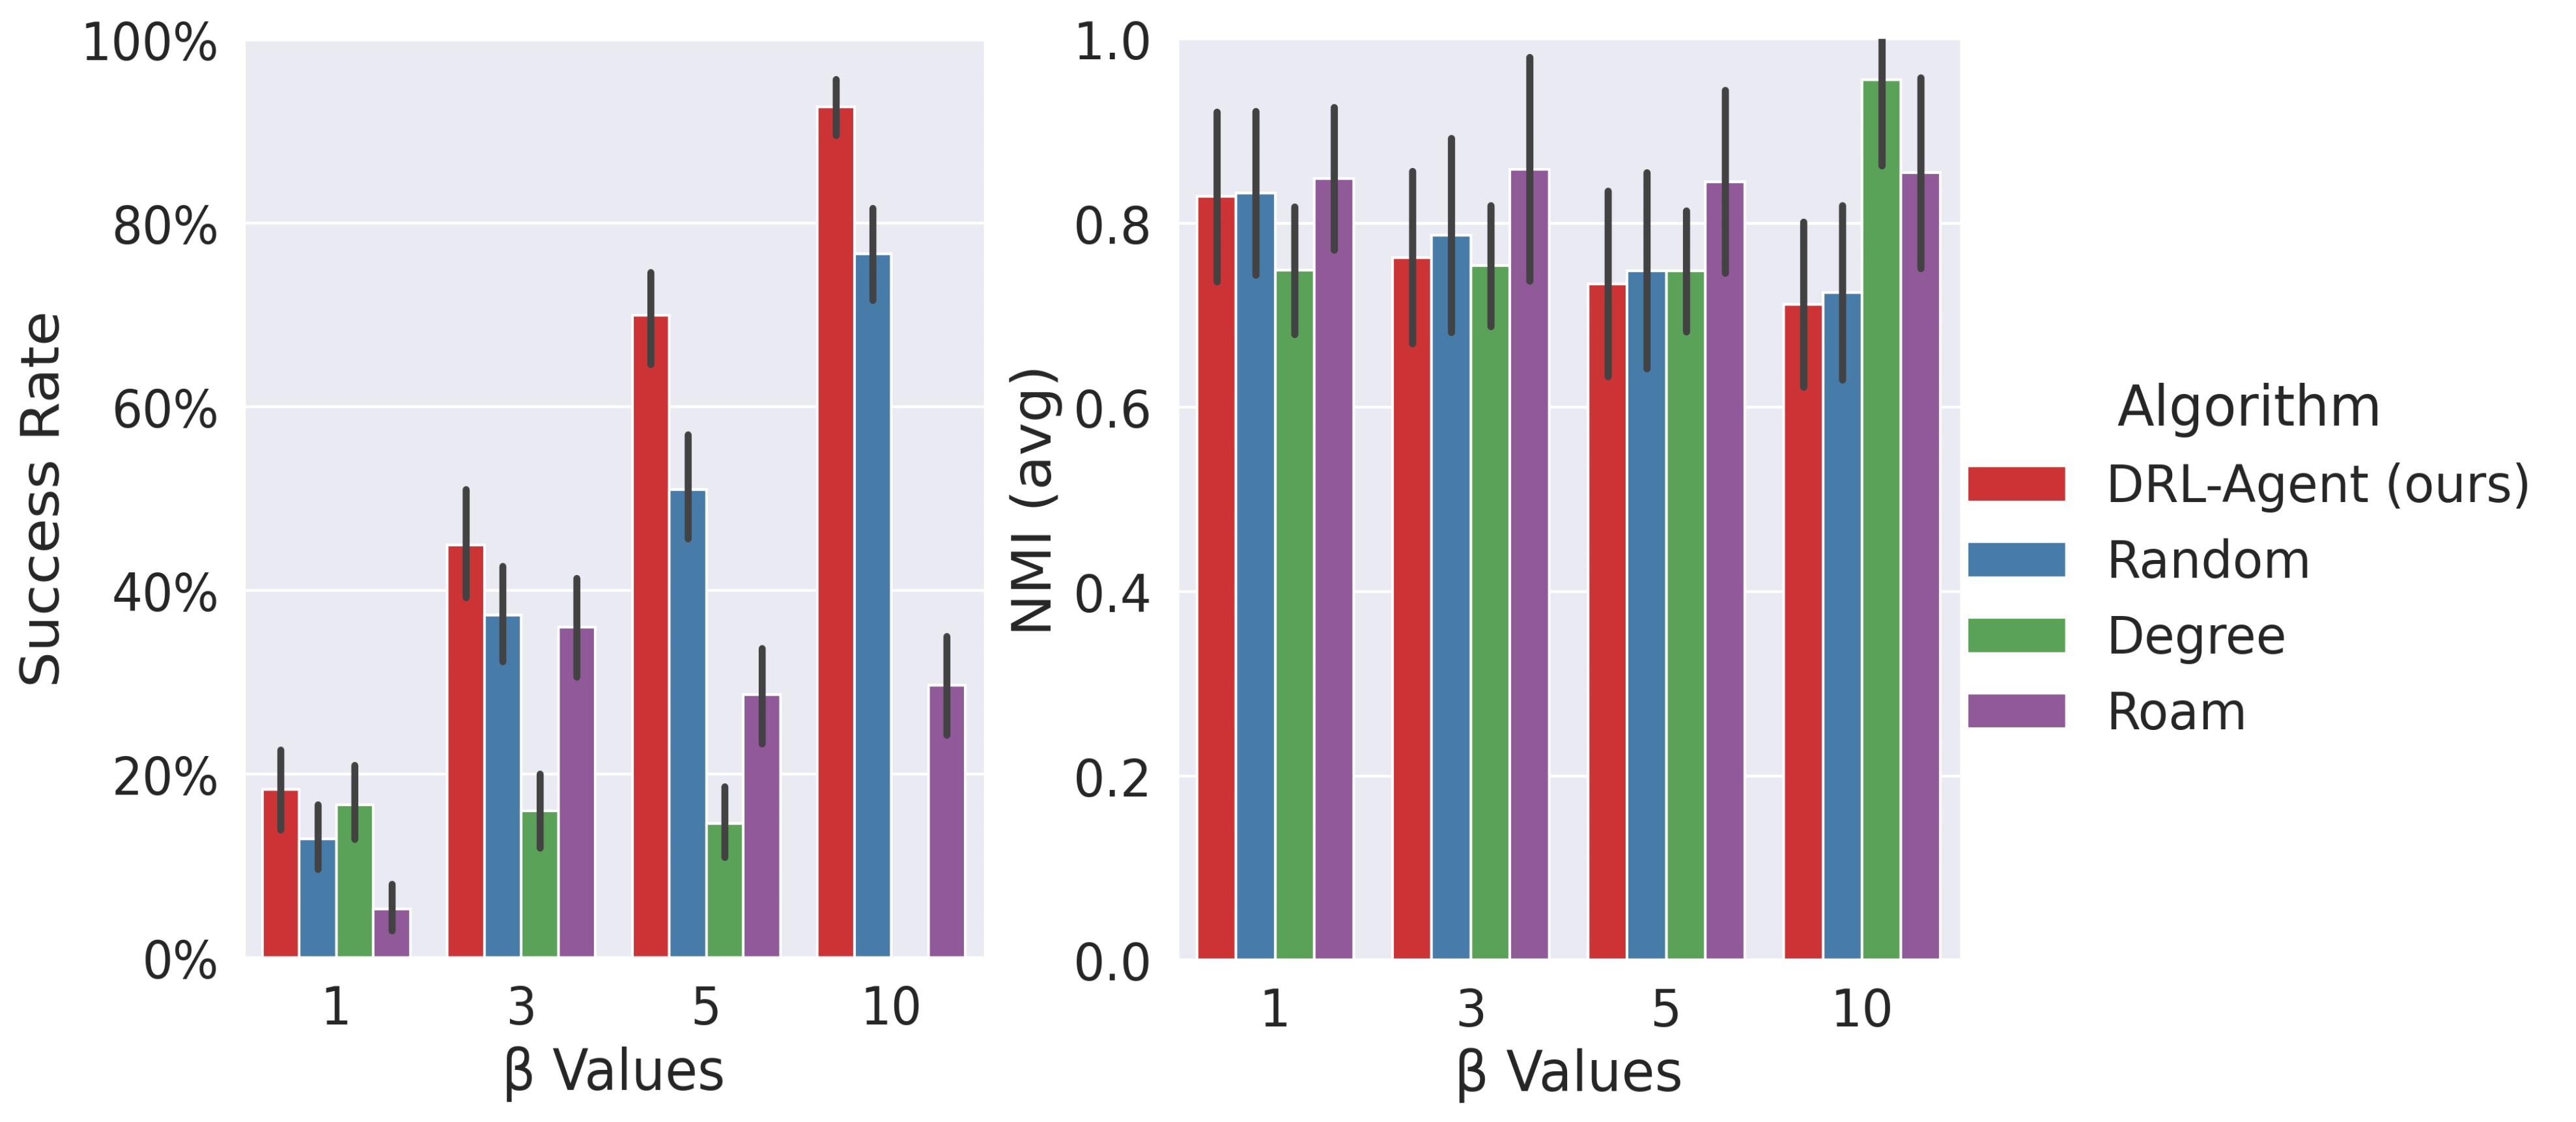 100%
80%
60%
40%
20%
0%
Success Rate
1 3 5 10
β Values
1.0
0.8
0.6
0.4
0.2
0.0
NMI (avg)
1 3 5 10
β Values
Algorithm
DRL-Agent (ours)
Random
Degree
Roam